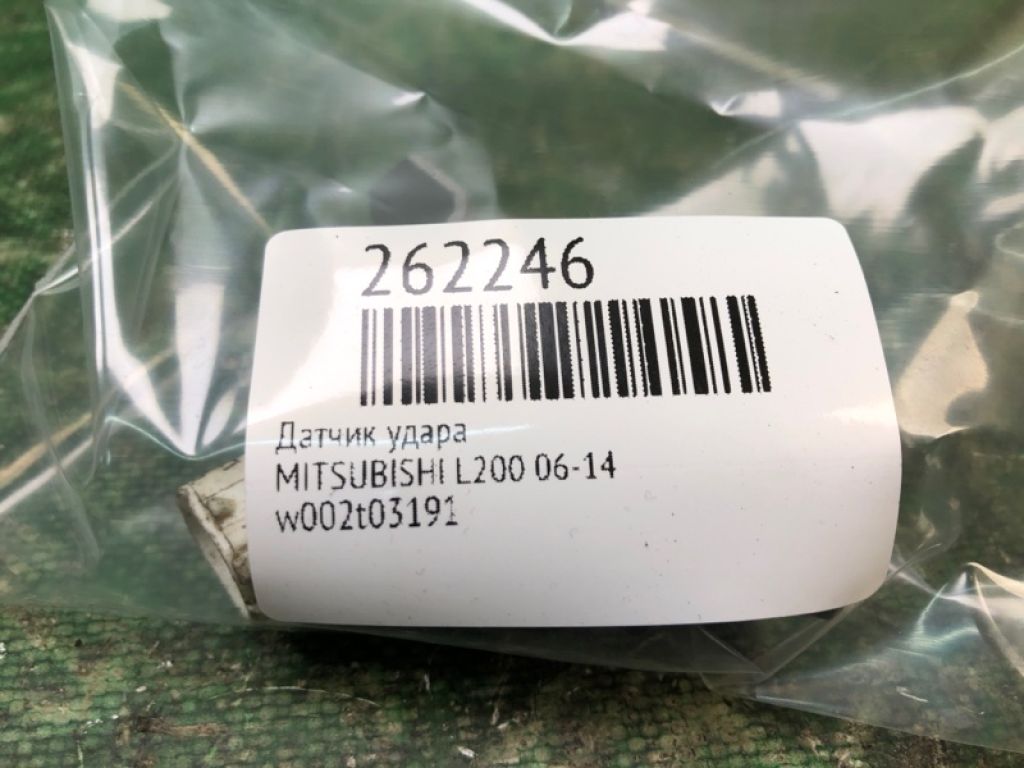 262246
Датчик удара
MITSUBISHI L200 06-14
w002t03191